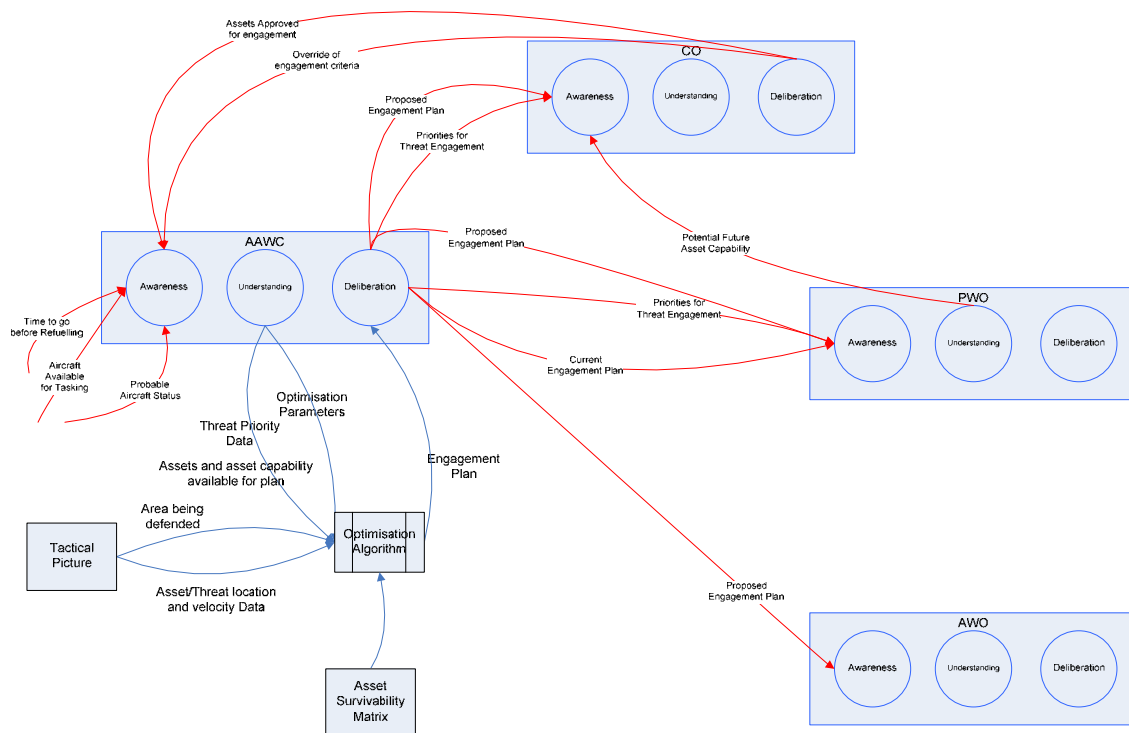 Assets Approved
for engagement
Override of
engagement criteria
CO
Awareness
Understanding
Deliberation
Proposed
Engagement Plan
Priorities for
Threat Engagement
AAWC
Awareness
Understanding
Deliberation
Proposed
Engagement Plan
Potential Future
Asset Capability
Priorities for
Threat Engagement
PWO
Awareness
Understanding
Deliberation
Current
Engagement Plan
Time to go
before Refuelling
Aircraft
Available
for Tasking
Probable
Aircraft Status
Optimisation
Parameters
Threat Priority
Data
Assets and asset capability
available for plan
Engagement
Plan
Area being
defended
Tactical
Picture
Optimisation
Algorithm
Asset/Threat location
and velocity Data
Proposed
Engagement Plan
AWO
Awareness
Understanding
Deliberation
Asset
Survivability
Matrix